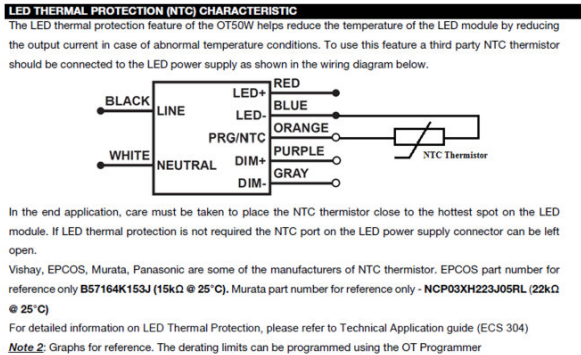 LED THERMAL PROTECTION (NTC) CHARACTERISTIC
The LED thermal protection feature of the OT50W helps reduce the temperature of the LED module by reducing
the output current in case of abnormal temperature conditions. To use this feature a third party NTC thermistor
should be connected to the LED power supply as shown in the wiring diagram below.
BLACK
LINE
WHITE
NEUTRAL
LED+
RED
LED-
BLUE
PRG/NTC
ORANGE
DIM+
PURPLE
DIM-
GRAY
NTC Thermistor
In the end application, care must be taken to place the NTC thermistor close to the hottest spot on the LED
module. If LED thermal protection is not required the NTC port on the LED power supply connector can be left
open.
Vishay, EPCOS, Murata, Panasonic are some of the manufacturers of NTC thermistor. EPCOS part number for
reference only B57164K153J (15kΩ @ 25°C). Murata part number for reference only - NCP03XH223J05RL (22kΩ
@ 25°C)
For detailed information on LED Thermal Protection, please refer to Technical Application guide (ECS 304)
Note 2: Graphs for reference. The derating limits can be programmed using the OT Programmer